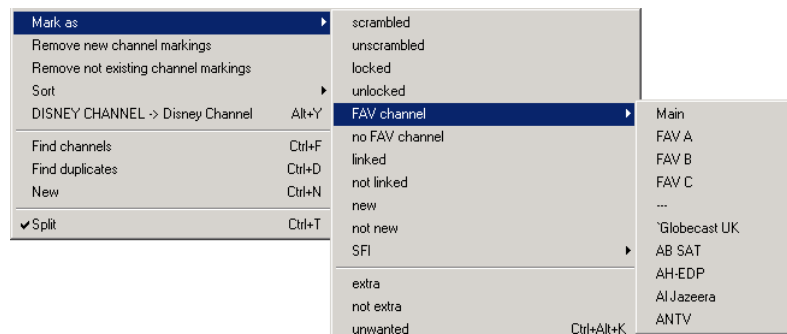 Mark as
Remove new channel markings
Remove not existing channel markings
Sort
DISNEY CHANNEL -> Disney Channel Alt+Y
Find channels Ctrl+F
Find duplicates Ctrl+D
New Ctrl+N
Split Ctrl+T
scrambled
unscrambled
locked
unlocked
FAV channel
no FAV channel
linked
not linked
new
not new
SFI
extra
not extra
unwanted Ctrl+Alt+K
Main
FAV A
FAV B
FAV C
---
`Globecast UK
AB SAT
AH-EDP
Al Jazeera
ANTV